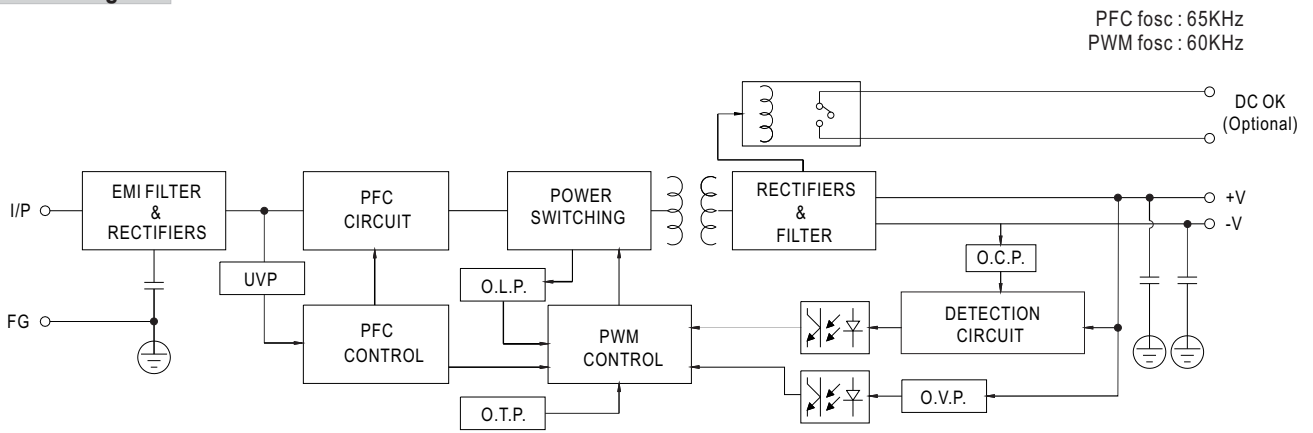 PFC fosc : 65KHz
PWM fosc : 60KHz
DC OK
(Optional)
I/P
EMI FILTER
&
RECTIFIERS
PFC
CIRCUIT
POWER
SWITCHING
RECTIFIERS
&
FILTER
+V
-V
UVP
O.L.P.
O.C.P.
FG
PFC
CONTROL
PWM
CONTROL
DETECTION
CIRCUIT
O.T.P.
O.V.P.